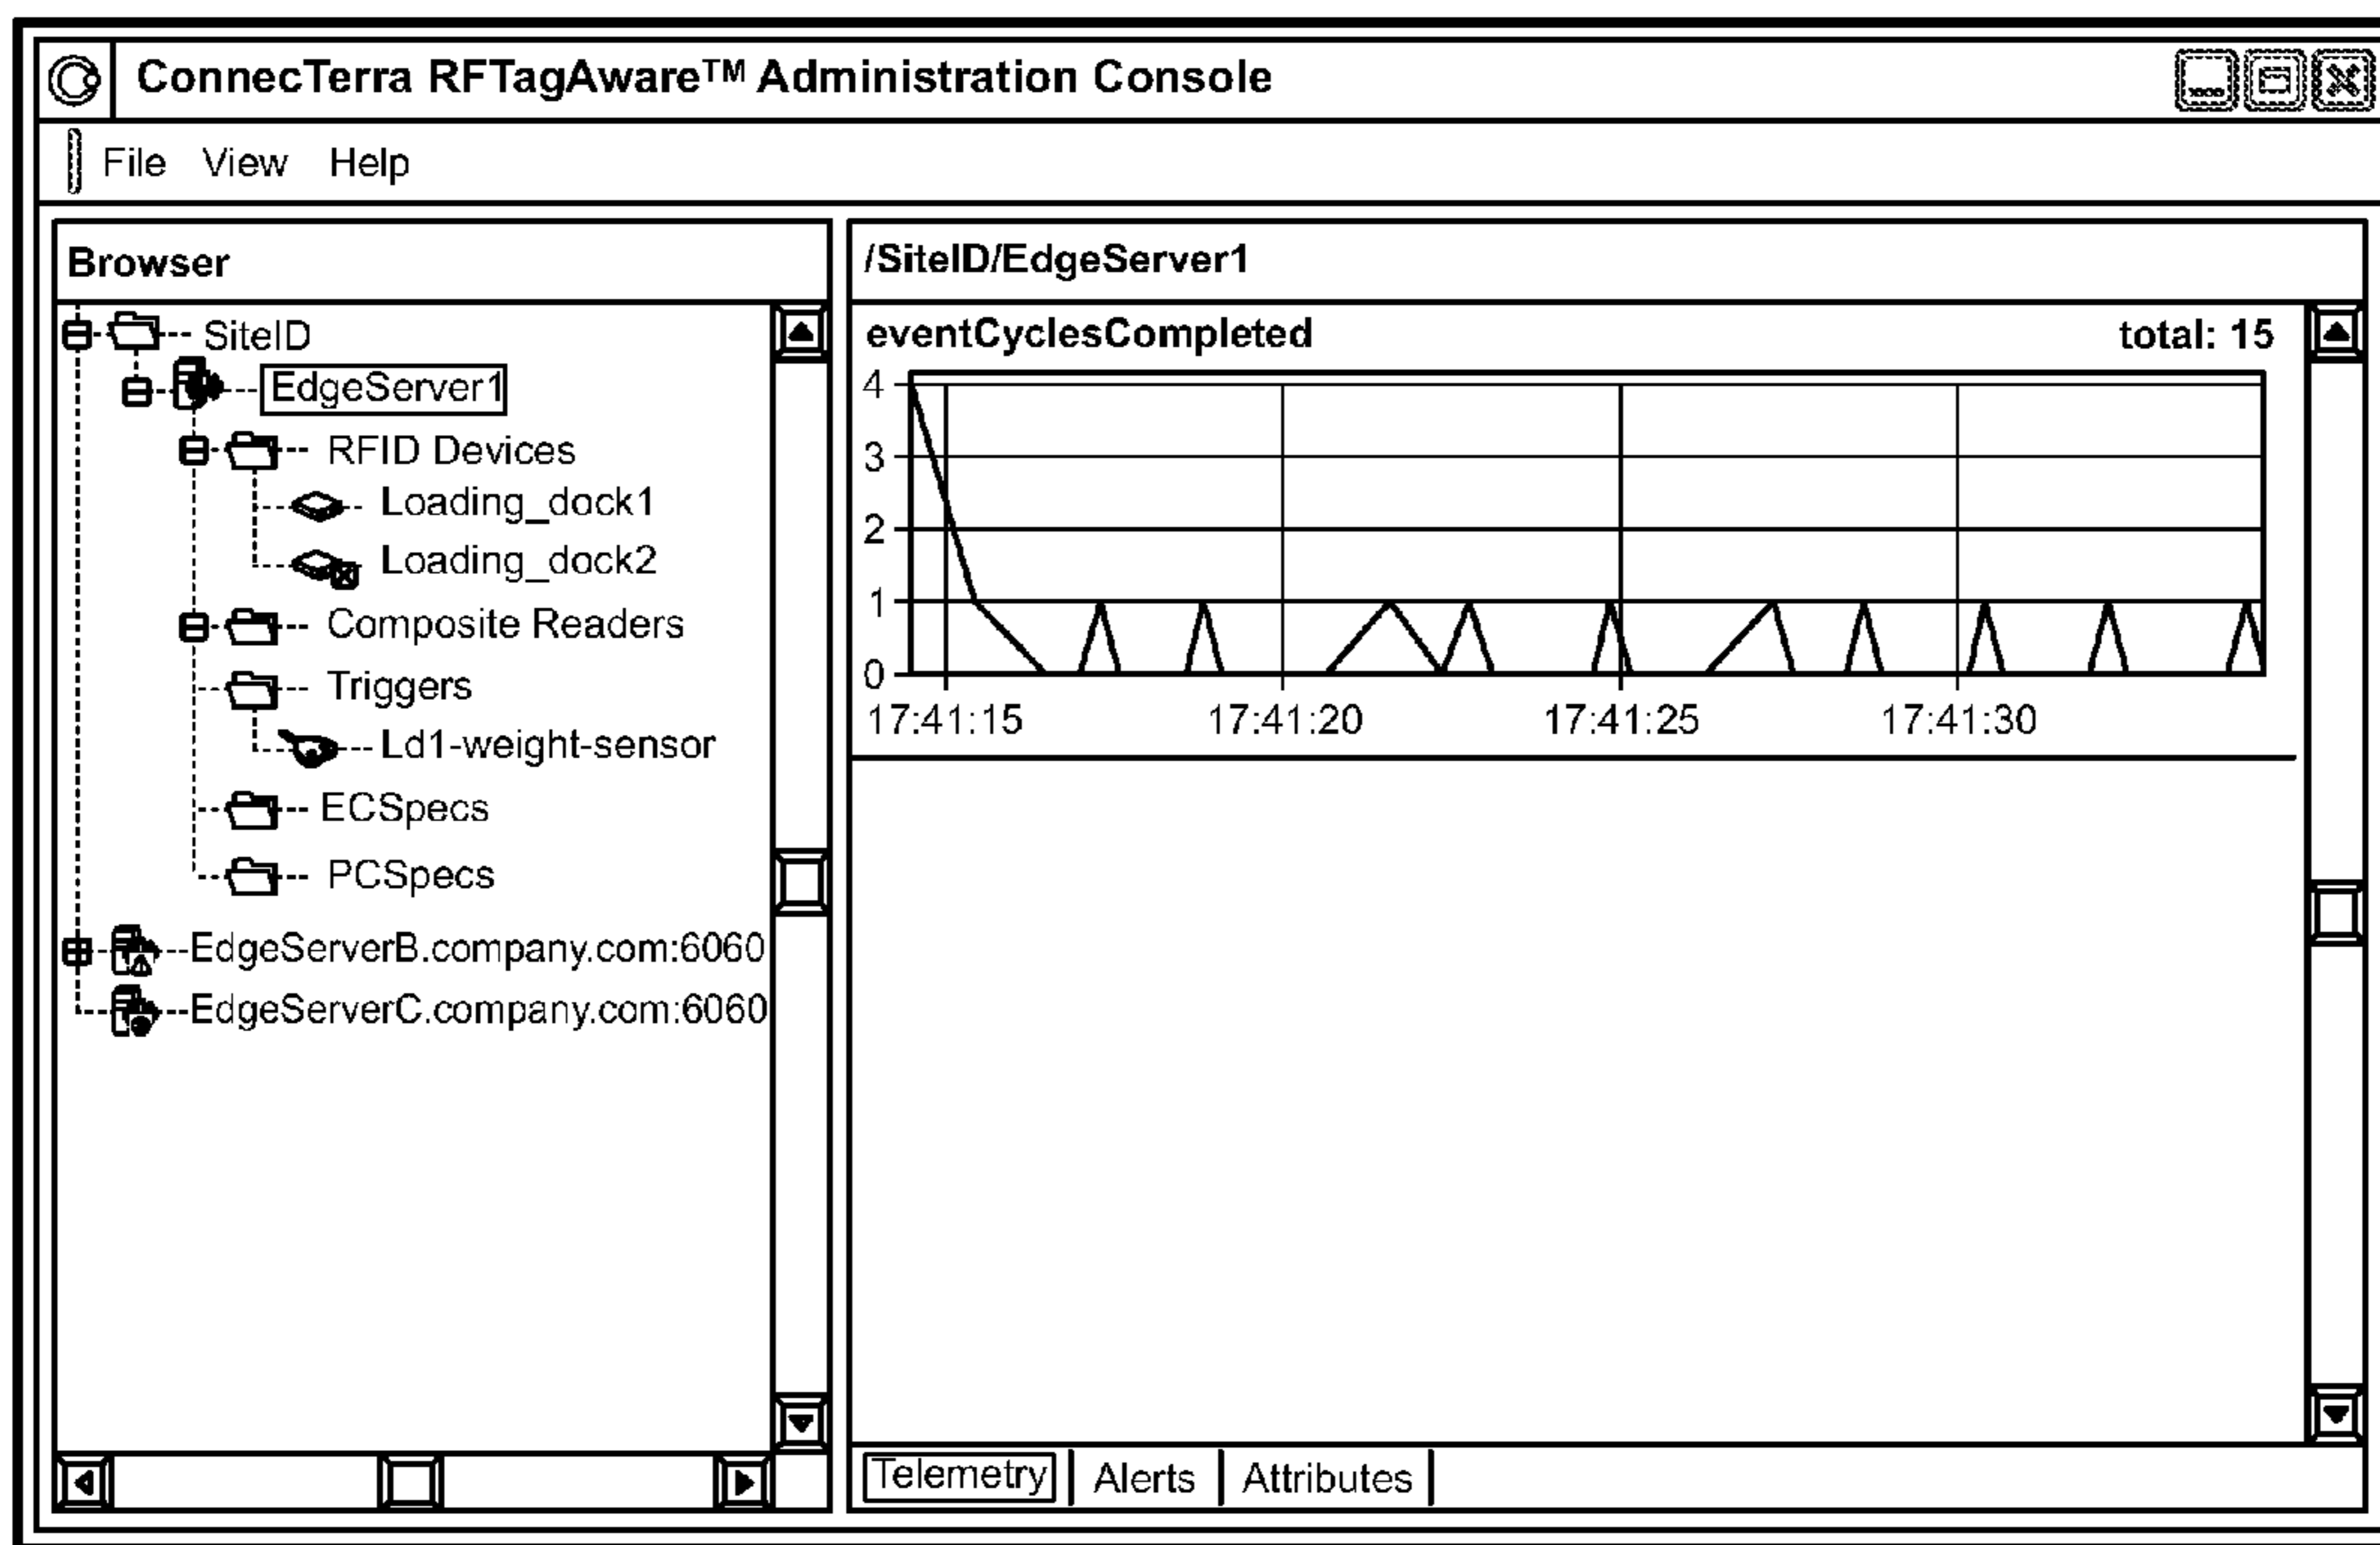 ConnecTerra RFTagAware™ Administration Console
File View Help
Browser
SiteID
EdgeServer1
RFID Devices
Loading_dock1
Loading_dock2
Composite Readers
Triggers
Ld1-weight-sensor
ECSpecs
PCSpecs
EdgeServerB.company.com:6060
EdgeServerC.company.com:6060
/SiteID/EdgeServer1
eventCyclesCompleted total: 15
4
3
2
1
0
17:41:15 17:41:20 17:41:25 17:41:30
Telemetry Alerts Attributes